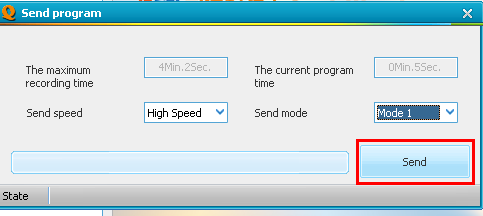 Send program
The maximum
recording time
4Min.2Sec.
The current program
time
0Min.5Sec.
Send speed
High Speed
Send mode
Mode 1
Send
State